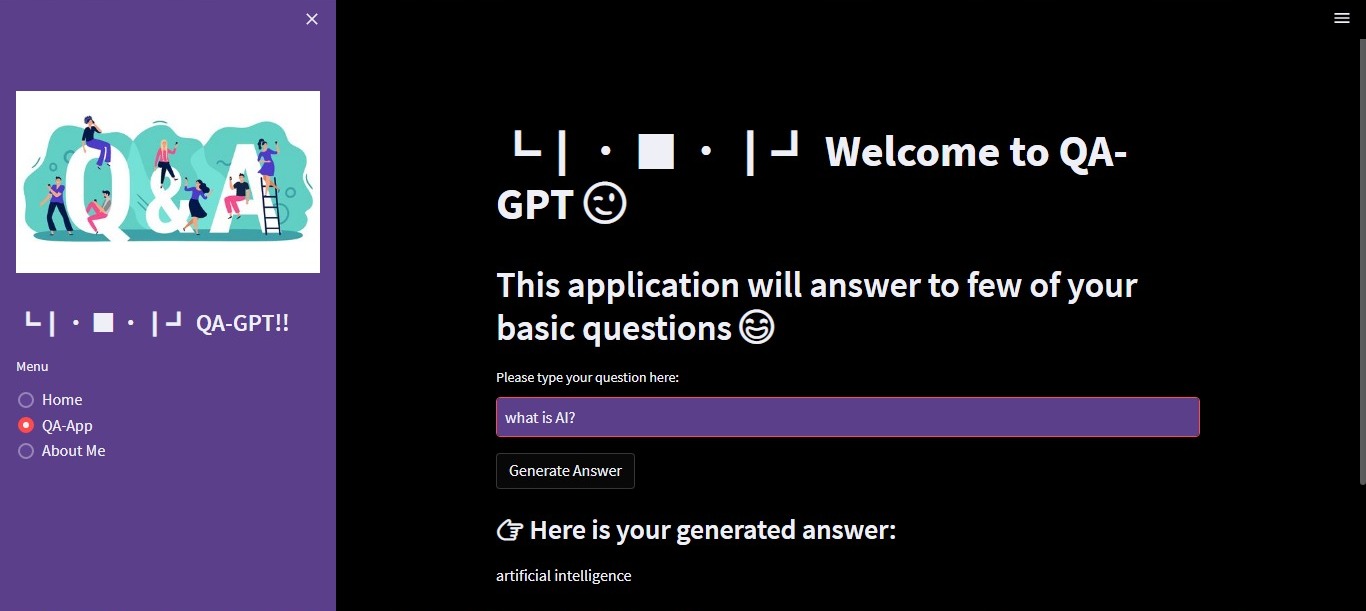 Q&A
┗|・■・|┛ QA-GPT!!
Menu
Home
QA-App
About Me
┗|・■・|┛ Welcome to QA-
GPT 😉
This application will answer to few of your
basic questions 😄
Please type your question here:
what is AI?
Generate Answer
👉 Here is your generated answer:
artificial intelligence